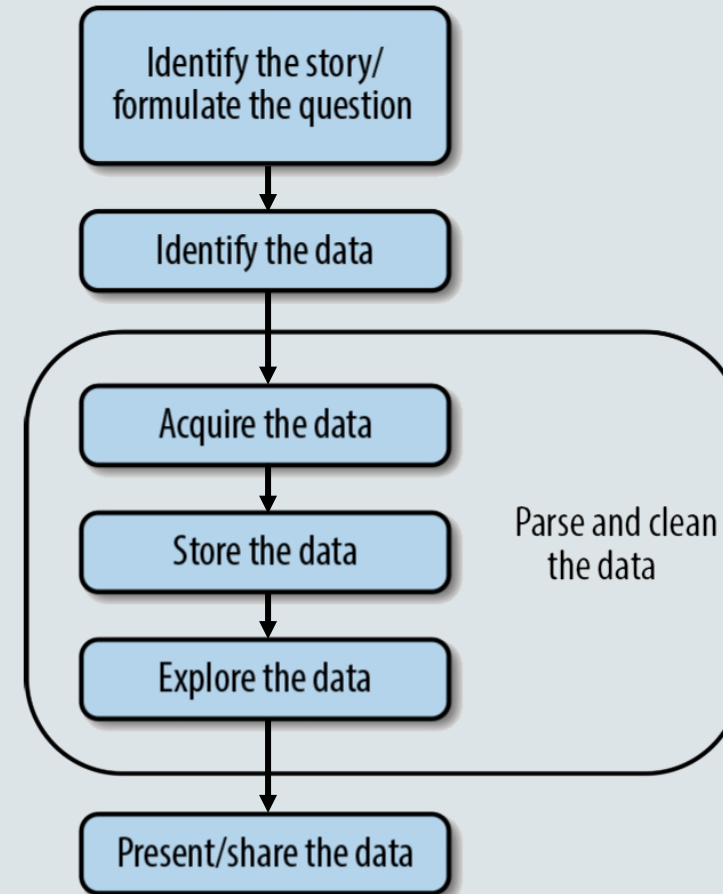 Identify the story/
formulate the question
Identify the data
Acquire the data
Store the data
Parse and clean
the data
Explore the data
Present/share the data